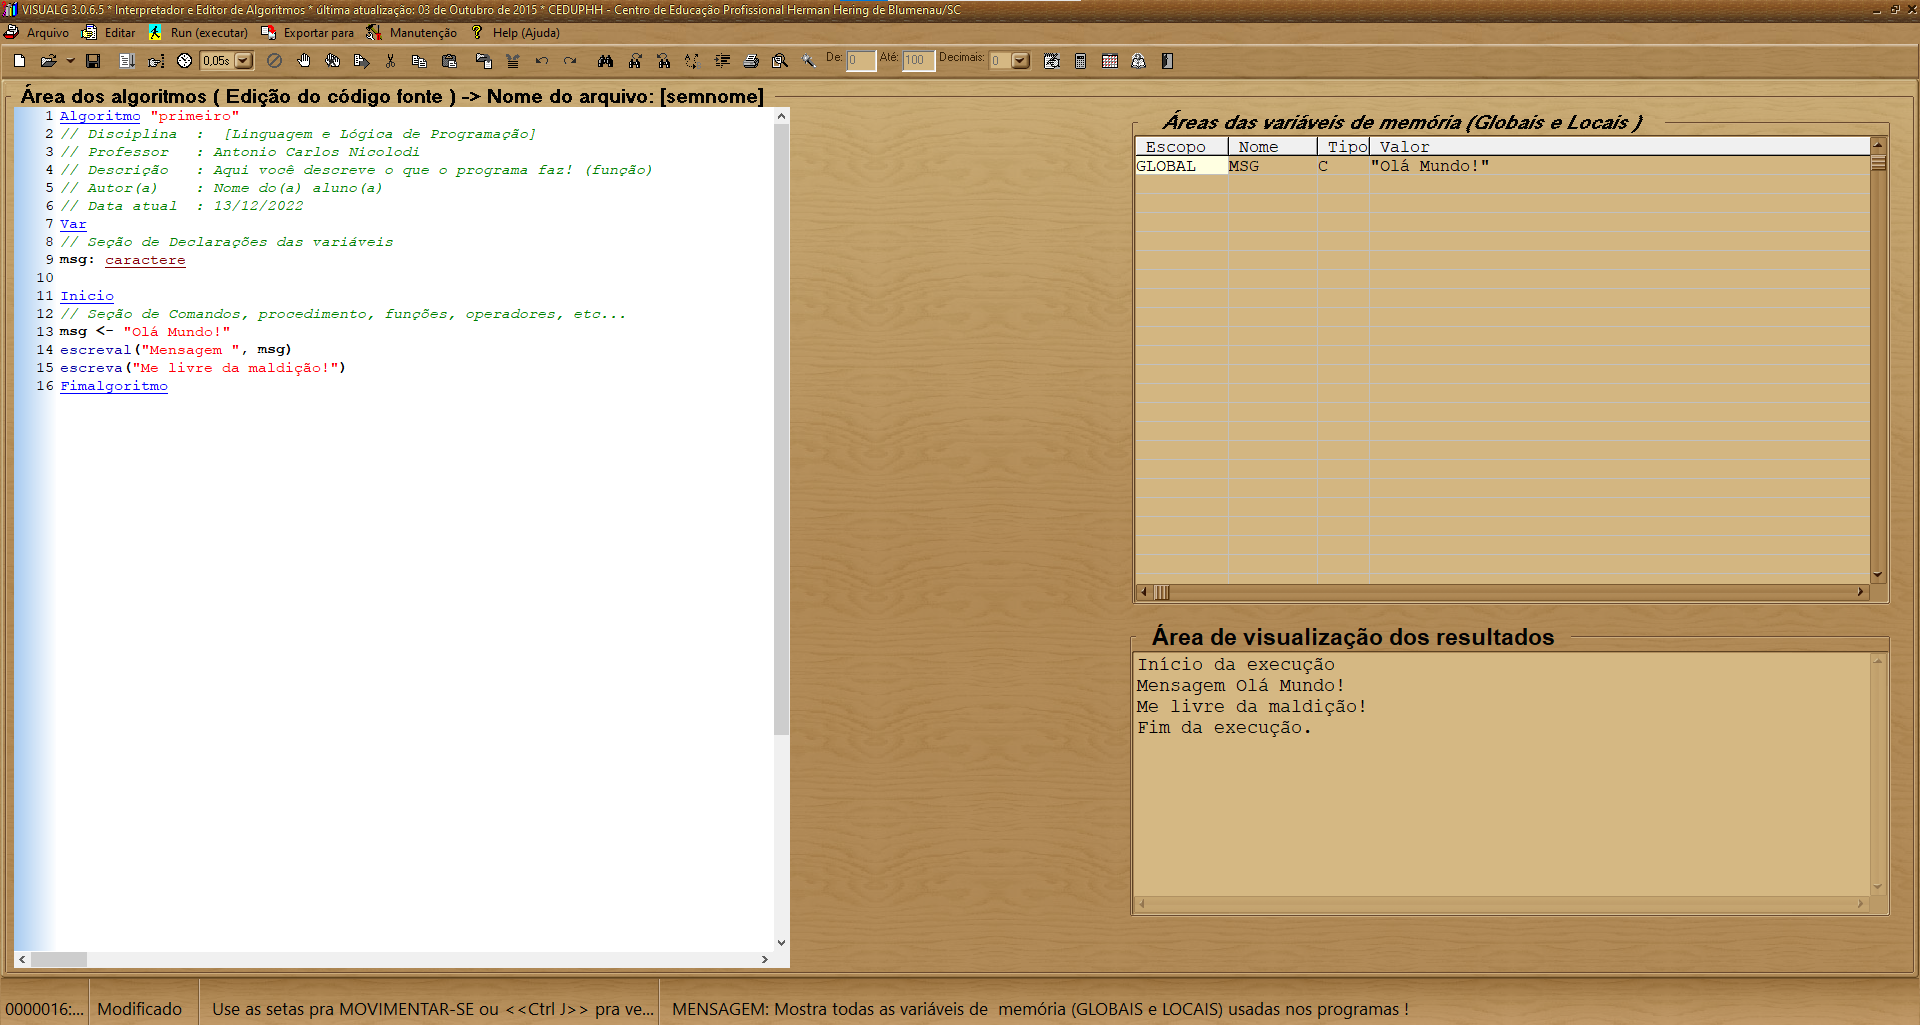 VISUALG 3.0.6.5 * Interpretador e Editor de Algoritmos * última atualização: 03 de Outubro de 2015 * CEDUPHH - Centro de Educação Profissional Herman Hering de Blumenau/SC
Arquivo Editar Run (executar) Exportar para Manutenção Help (Ajuda)
0,05s De: 0 Até: 100 Decimais: 0
Área dos algoritmos ( Edição do código fonte ) -> Nome do arquivo: [semnome]
1 Algoritmo "primeiro"
2 // Disciplina  :  [Linguagem e Lógica de Programação]
3 // Professor   : Antonio Carlos Nicolodi
4 // Descrição   : Aqui você descreve o que o programa faz! (função)
5 // Autor(a)    : Nome do(a) aluno(a)
6 // Data atual  : 13/12/2022
7 Var
8 // Seção de Declarações das variáveis
9 msg: caractere
10
11 Inicio
12 // Seção de Comandos, procedimento, funções, operadores, etc...
13 msg <- "Olá Mundo!"
14 escreval("Mensagem ", msg)
15 escreva("Me livre da maldição!")
16 Fimalgoritmo
Áreas das variáveis de memória (Globais e Locais )
Escopo Nome Tipo Valor
GLOBAL MSG C "Olá Mundo!"
Área de visualização dos resultados
Início da execução
Mensagem Olá Mundo!
Me livre da maldição!
Fim da execução.
0000016:... Modificado Use as setas pra MOVIMENTAR-SE ou <<Ctrl J>> pra ve... MENSAGEM: Mostra todas as variáveis de  memória (GLOBAIS e LOCAIS) usadas nos programas !